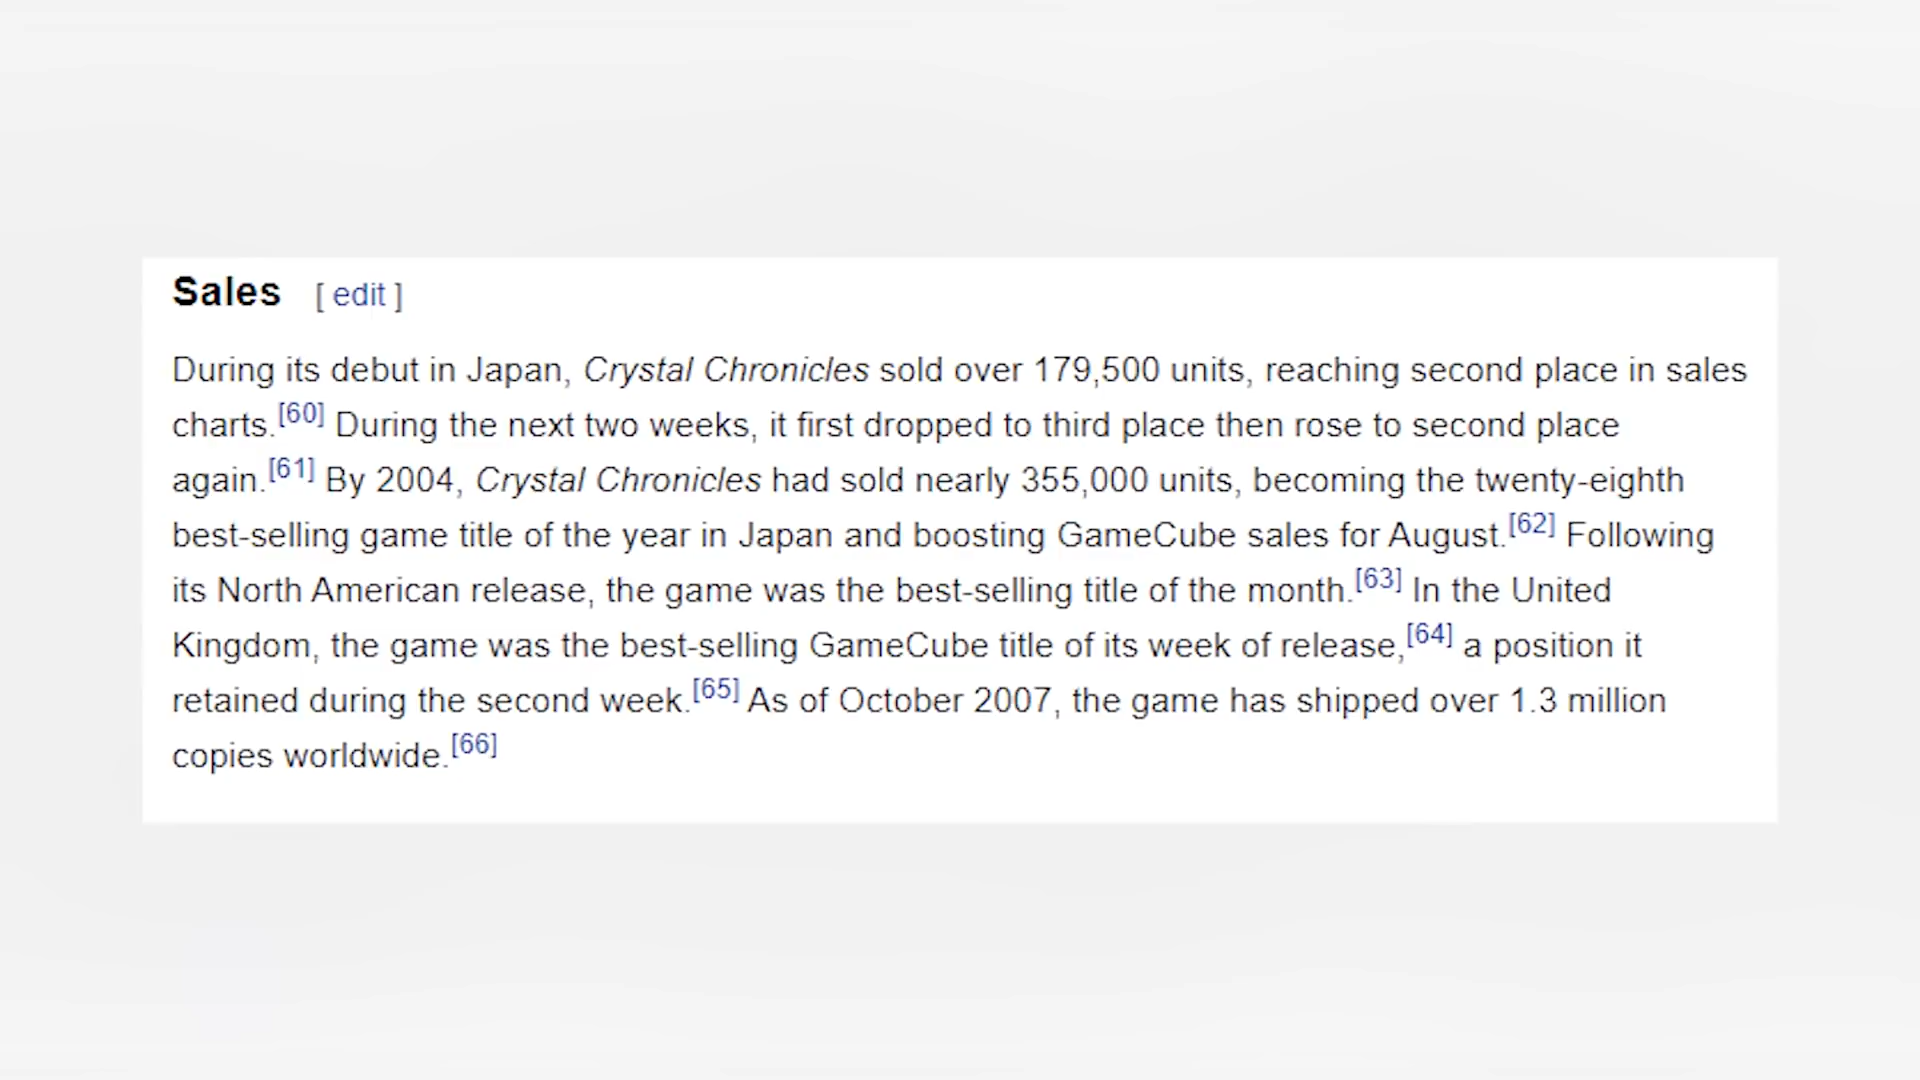 Sales [ edit ]
During its debut in Japan, Crystal Chronicles sold over 179,500 units, reaching second place in sales
charts.[60] During the next two weeks, it first dropped to third place then rose to second place
again.[61] By 2004, Crystal Chronicles had sold nearly 355,000 units, becoming the twenty-eighth
best-selling game title of the year in Japan and boosting GameCube sales for August.[62] Following
its North American release, the game was the best-selling title of the month.[63] In the United
Kingdom, the game was the best-selling GameCube title of its week of release,[64] a position it
retained during the second week.[65] As of October 2007, the game has shipped over 1.3 million
copies worldwide.[66]